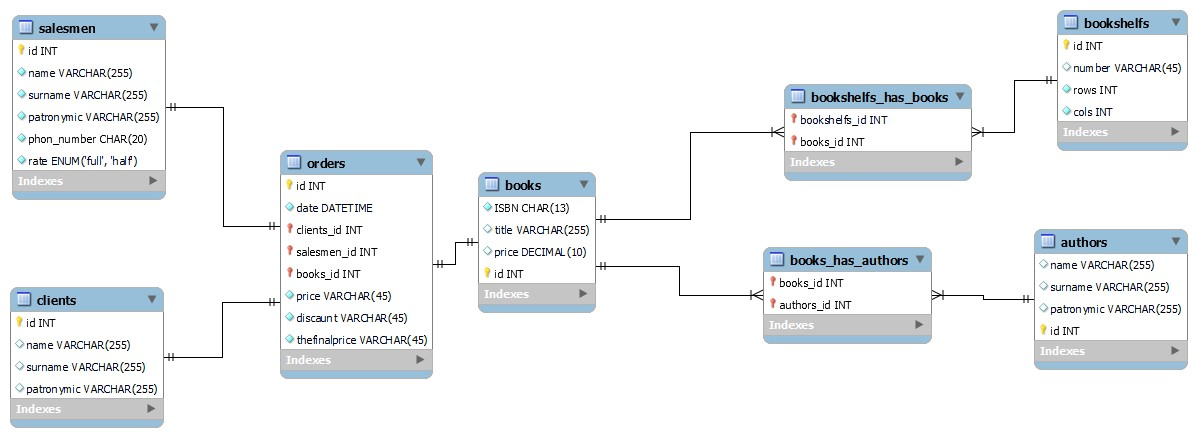 salesmen
id INT
name VARCHAR(255)
surname VARCHAR(255)
patronymic VARCHAR(255)
phon_number CHAR(20)
rate ENUM('full', 'half')
Indexes
clients
id INT
name VARCHAR(255)
surname VARCHAR(255)
patronymic VARCHAR(255)
Indexes
orders
id INT
date DATETIME
clients_id INT
salesmen_id INT
books_id INT
price VARCHAR(45)
discaunt VARCHAR(45)
thefinalprice VARCHAR(45)
Indexes
books
ISBN CHAR(13)
title VARCHAR(255)
price DECIMAL(10)
id INT
Indexes
bookshelfs_has_books
bookshelfs_id INT
books_id INT
Indexes
books_has_authors
books_id INT
authors_id INT
Indexes
bookshelfs
id INT
number VARCHAR(45)
rows INT
cols INT
Indexes
authors
name VARCHAR(255)
surname VARCHAR(255)
patronymic VARCHAR(255)
id INT
Indexes